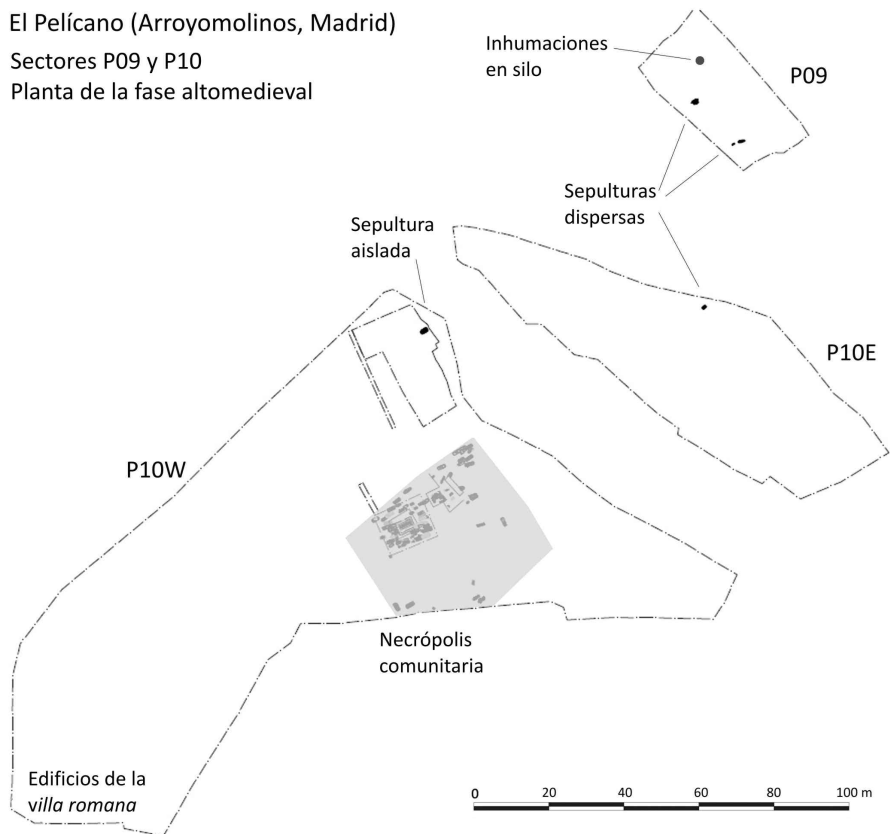 El Pelícano (Arroyomolinos, Madrid)
Sectores P09 y P10
Planta de la fase altomedieval
Inhumaciones
en silo
P09
Sepulturas
dispersas
Sepultura
aislada
P10E
P10W
Necrópolis
comunitaria
Edificios de la
villa romana
0 20 40 60 80 100 m